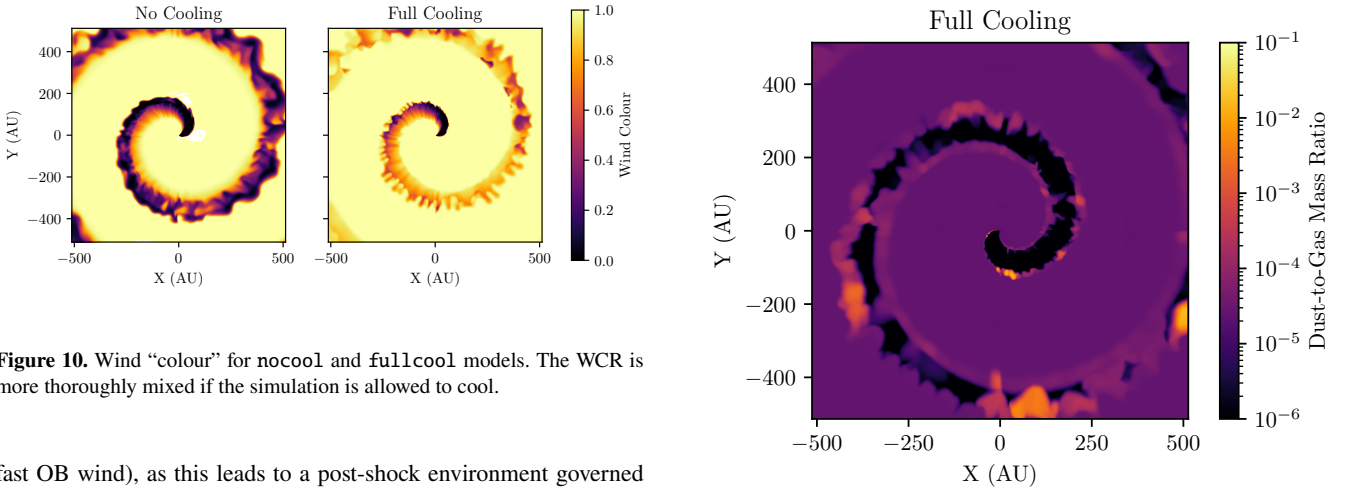 No Cooling
Full Cooling
Y (AU)
400
200
0
−200
−400
−500
0
500
X (AU)
−500
0
500
X (AU)
1.0
0.8
0.6
0.4
0.2
0.0
Wind Colour
Figure 10. Wind “colour” for nocool and fullcool models. The WCR is
more thoroughly mixed if the simulation is allowed to cool.
fast OB wind), as this leads to a post-shock environment governed
Full Cooling
Y (AU)
400
200
0
−200
−400
−500
−250
0
250
500
X (AU)
10⁻¹
10⁻²
10⁻³
10⁻⁴
10⁻⁵
10⁻⁶
Dust-to-Gas Mass Ratio